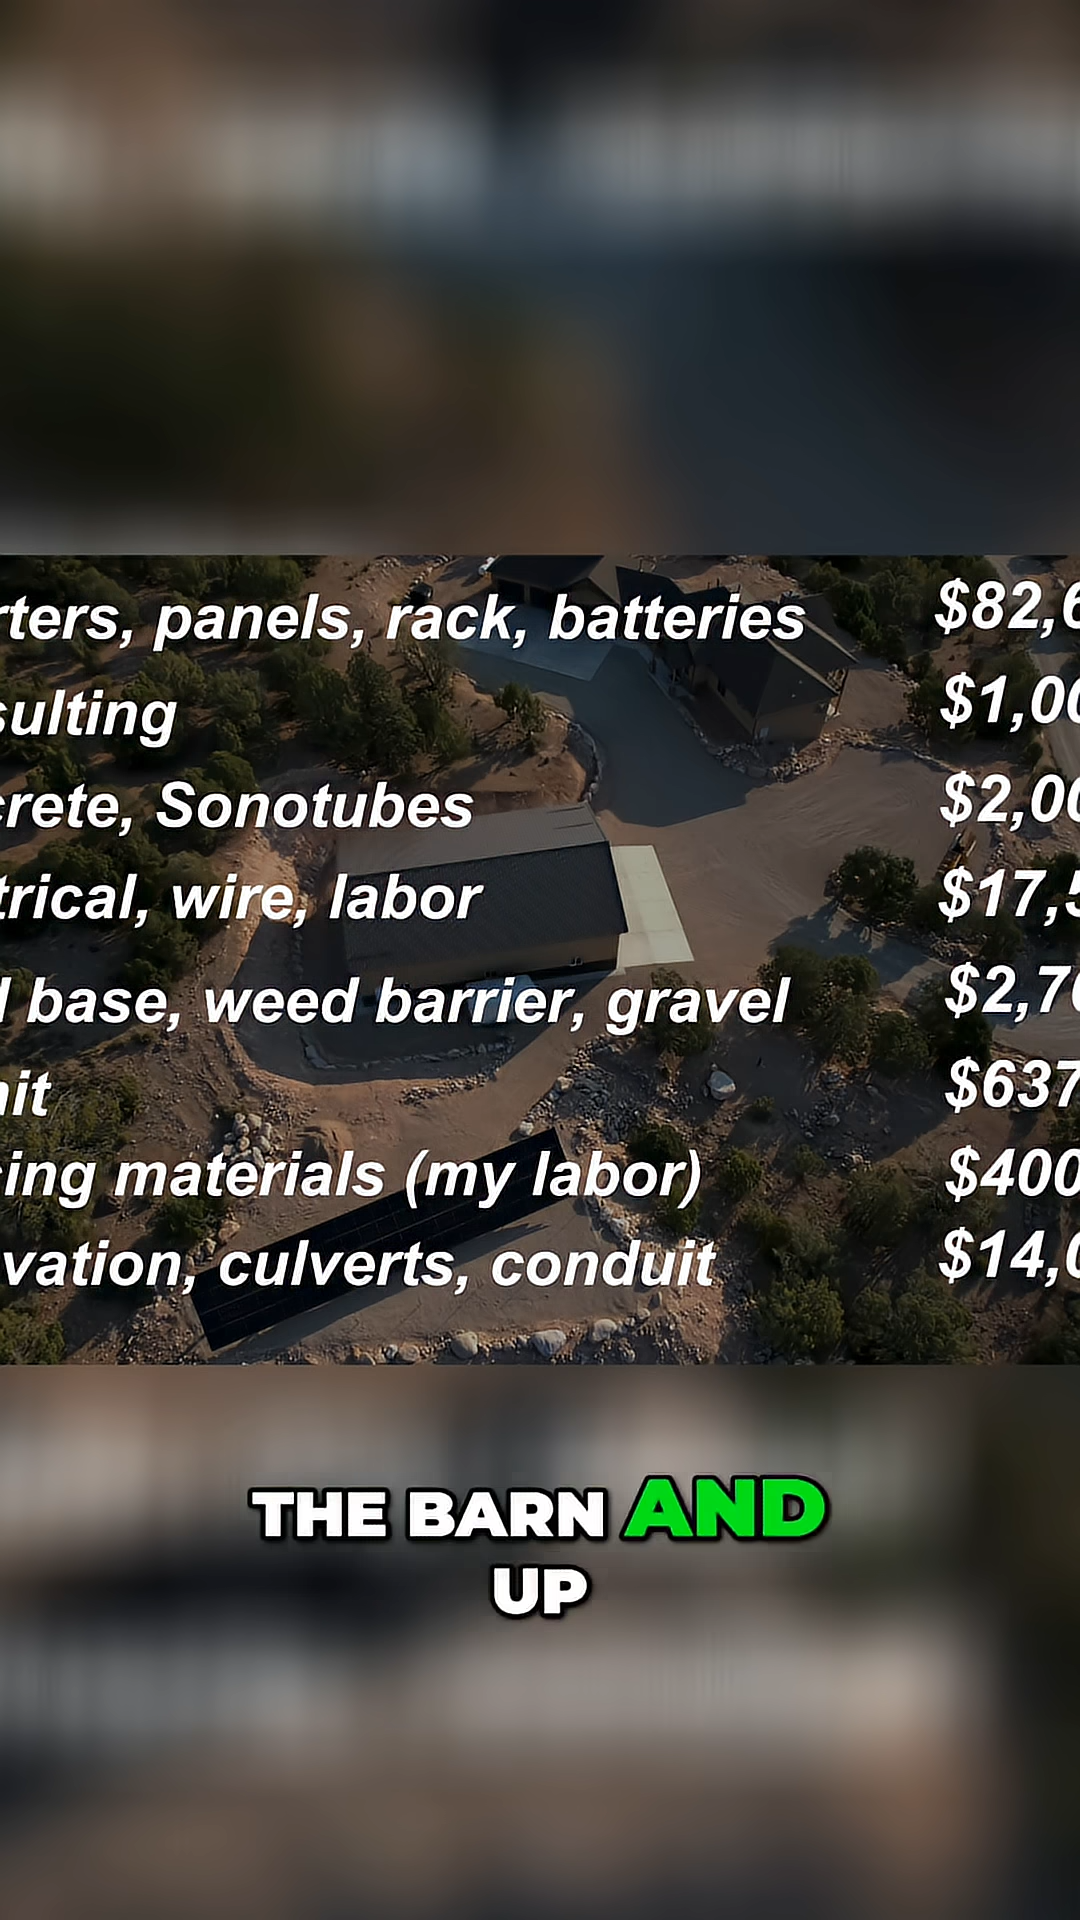 rters, panels, rack, batteries $82,6
sulting $1,00
crete, Sonotubes $2,00
trical, wire, labor $17,5
d base, weed barrier, gravel $2,70
nit $637
cing materials (my labor) $400
vation, culverts, conduit $14,0
THE BARN AND
UP